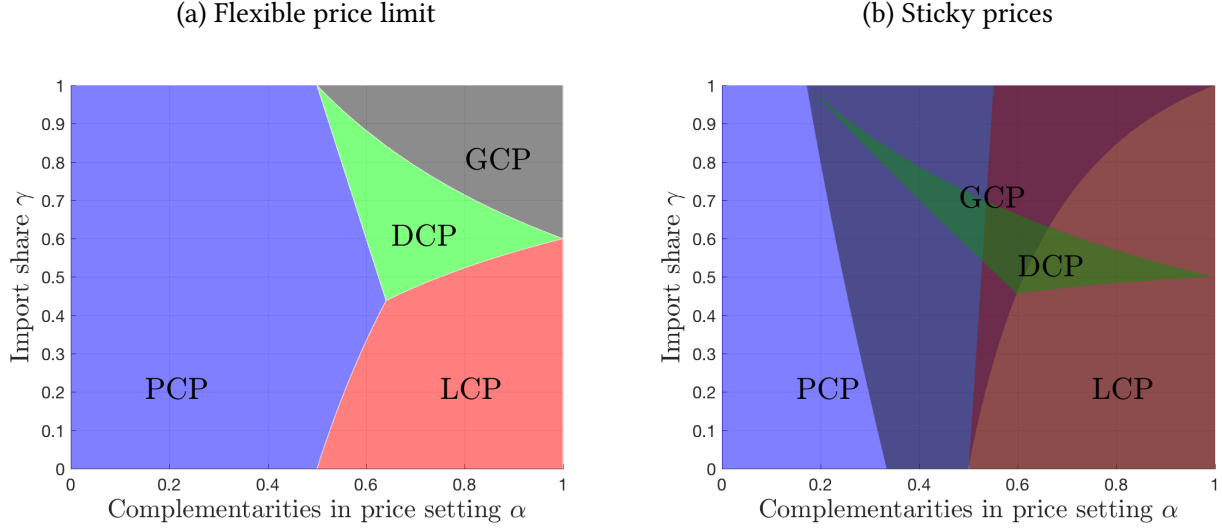 (a) Flexible price limit
1
0.9
0.8
0.7
0.6
0.5
0.4
0.3
0.2
0.1
0
0
0.2
0.4
0.6
0.8
1
Import share γ
Complementarities in price setting α
GCP
DCP
PCP
LCP
(b) Sticky prices
1
0.9
0.8
0.7
0.6
0.5
0.4
0.3
0.2
0.1
0
0
0.2
0.4
0.6
0.8
1
Import share γ
Complementarities in price setting α
GCP
DCP
PCP
LCP